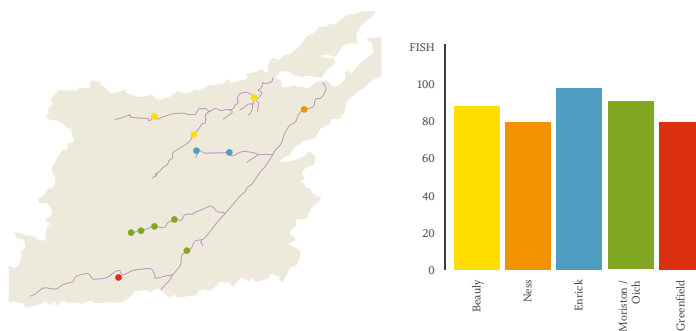 FISH
100
80
60
40
20
0
Beauly
Ness
Enrick
Moriston /
Oich
Greenfield